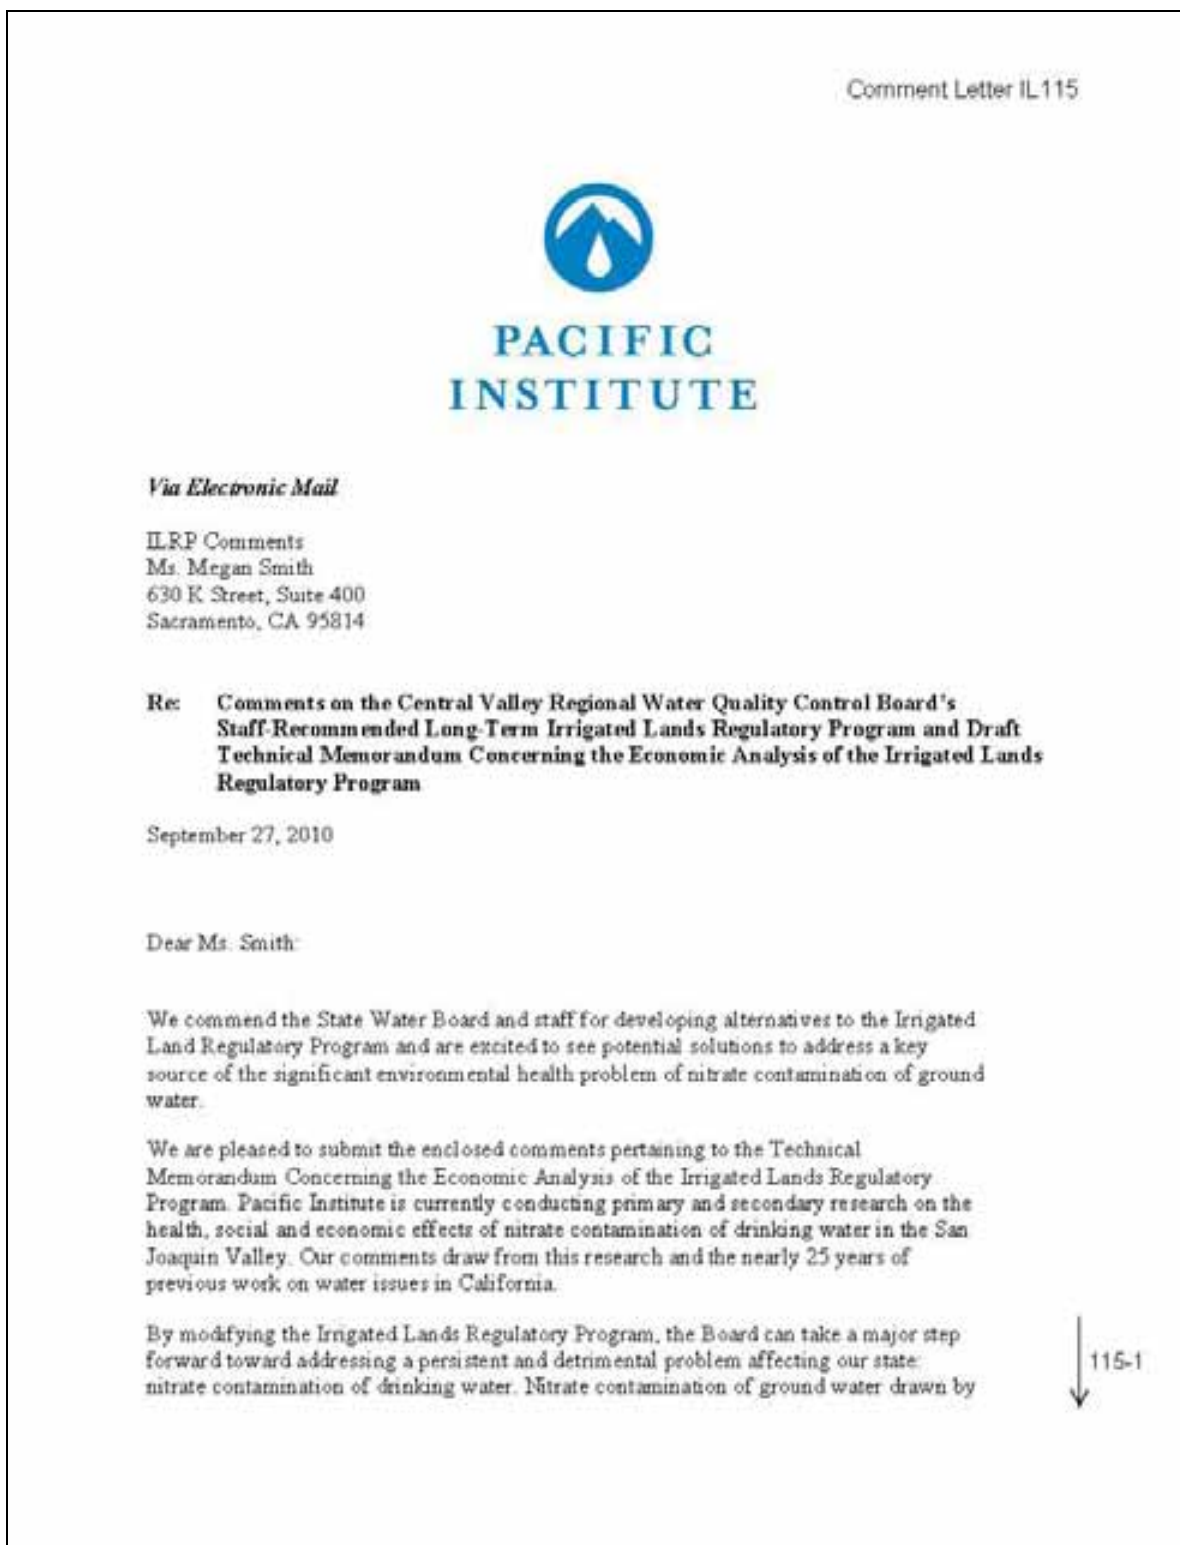 Comment Letter IL115
PACIFIC
INSTITUTE
Via Electronic Mail
ILRP Comments
Ms. Megan Smith
630 K Street, Suite 400
Sacramento, CA 95814
Re: Comments on the Central Valley Regional Water Quality Control Board's
Staff-Recommended Long-Term Irrigated Lands Regulatory Program and Draft
Technical Memorandum Concerning the Economic Analysis of the Irrigated Lands
Regulatory Program
September 27, 2010
Dear Ms. Smith:
We commend the State Water Board and staff for developing alternatives to the Irrigated
Land Regulatory Program and are excited to see potential solutions to address a key
source of the significant environmental health problem of nitrate contamination of ground
water.
We are pleased to submit the enclosed comments pertaining to the Technical
Memorandum Concerning the Economic Analysis of the Irrigated Lands Regulatory
Program. Pacific Institute is currently conducting primary and secondary research on the
health, social and economic effects of nitrate contamination of drinking water in the San
Joaquin Valley. Our comments draw from this research and the nearly 25 years of
previous work on water issues in California.
By modifying the Irrigated Lands Regulatory Program, the Board can take a major step
forward toward addressing a persistent and detrimental problem affecting our state:
nitrate contamination of drinking water. Nitrate contamination of ground water drawn by
115-1